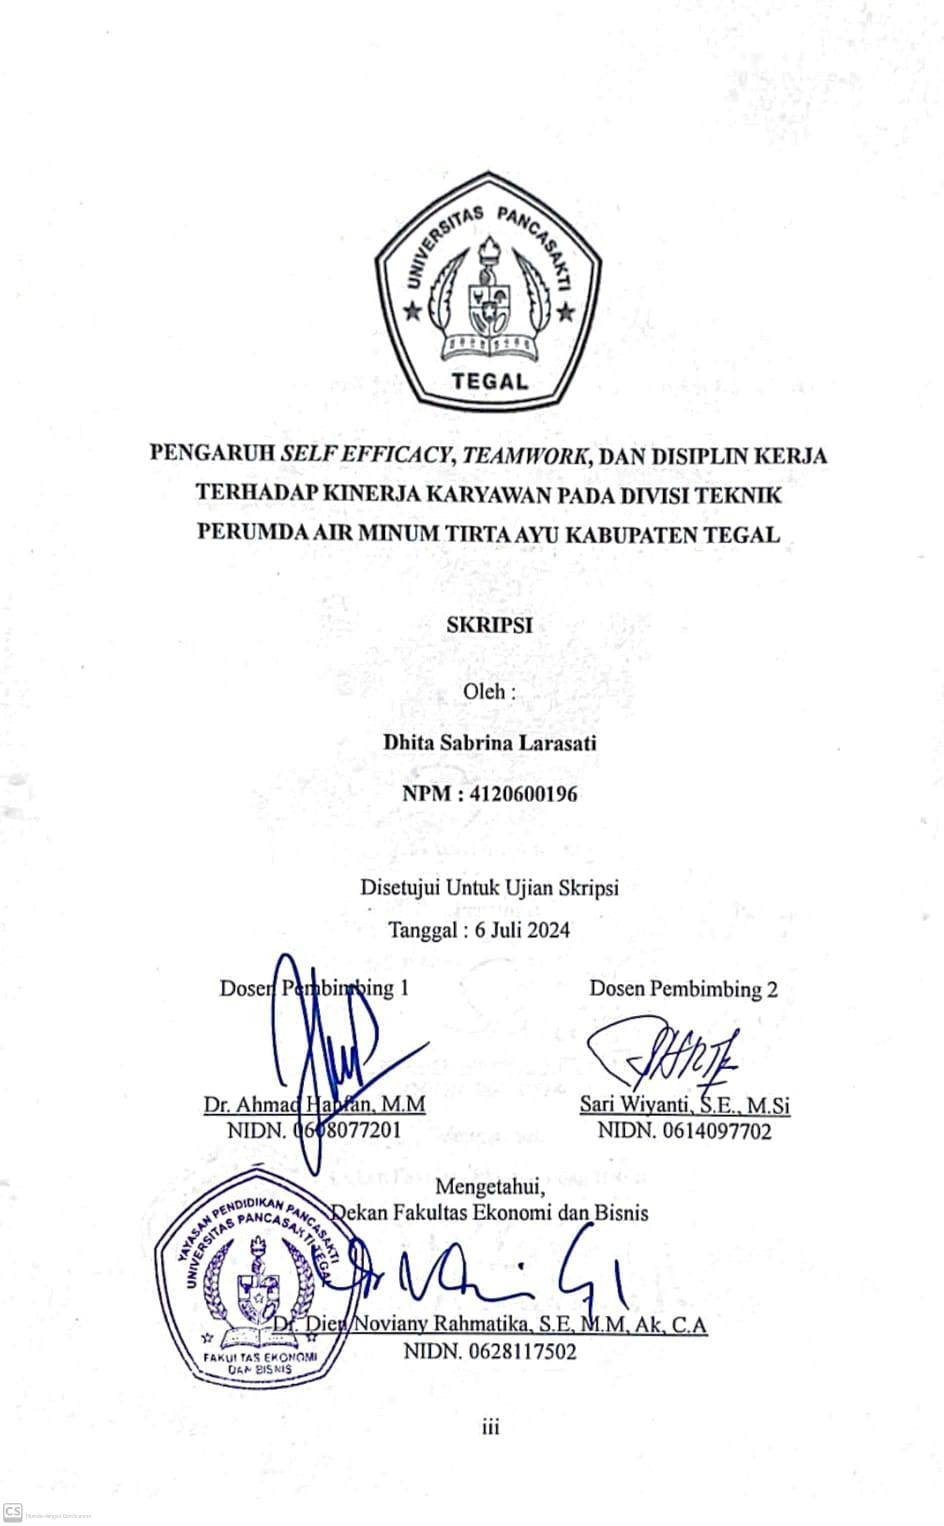 UNIVERSITAS PANCASAKTI
TEGAL
PENGARUH SELF EFFICACY, TEAMWORK, DAN DISIPLIN KERJA
TERHADAP KINERJA KARYAWAN PADA DIVISI TEKNIK
PERUMDA AIR MINUM TIRTA AYU KABUPATEN TEGAL
SKRIPSI
Oleh :
Dhita Sabrina Larasati
NPM : 4120600196
Disetujui Untuk Ujian Skripsi
Tanggal : 6 Juli 2024
Dosen Pembimbing 1
Dosen Pembimbing 2
Dr. Ahmad Hanfan, M.M
NIDN. 0608077201
Sari Wiyanti, S.E., M.Si
NIDN. 0614097702
Mengetahui,
Dekan Fakultas Ekonomi dan Bisnis
YAYASAN PENDIDIKAN PANCASAKTI
UNIVERSITAS PANCASAKTI TEGAL
FAKULTAS EKONOMI
DAN BISNIS
Dr. Dien Noviany Rahmatika, S.E, M.M, Ak, C.A
NIDN. 0628117502
iii
CS